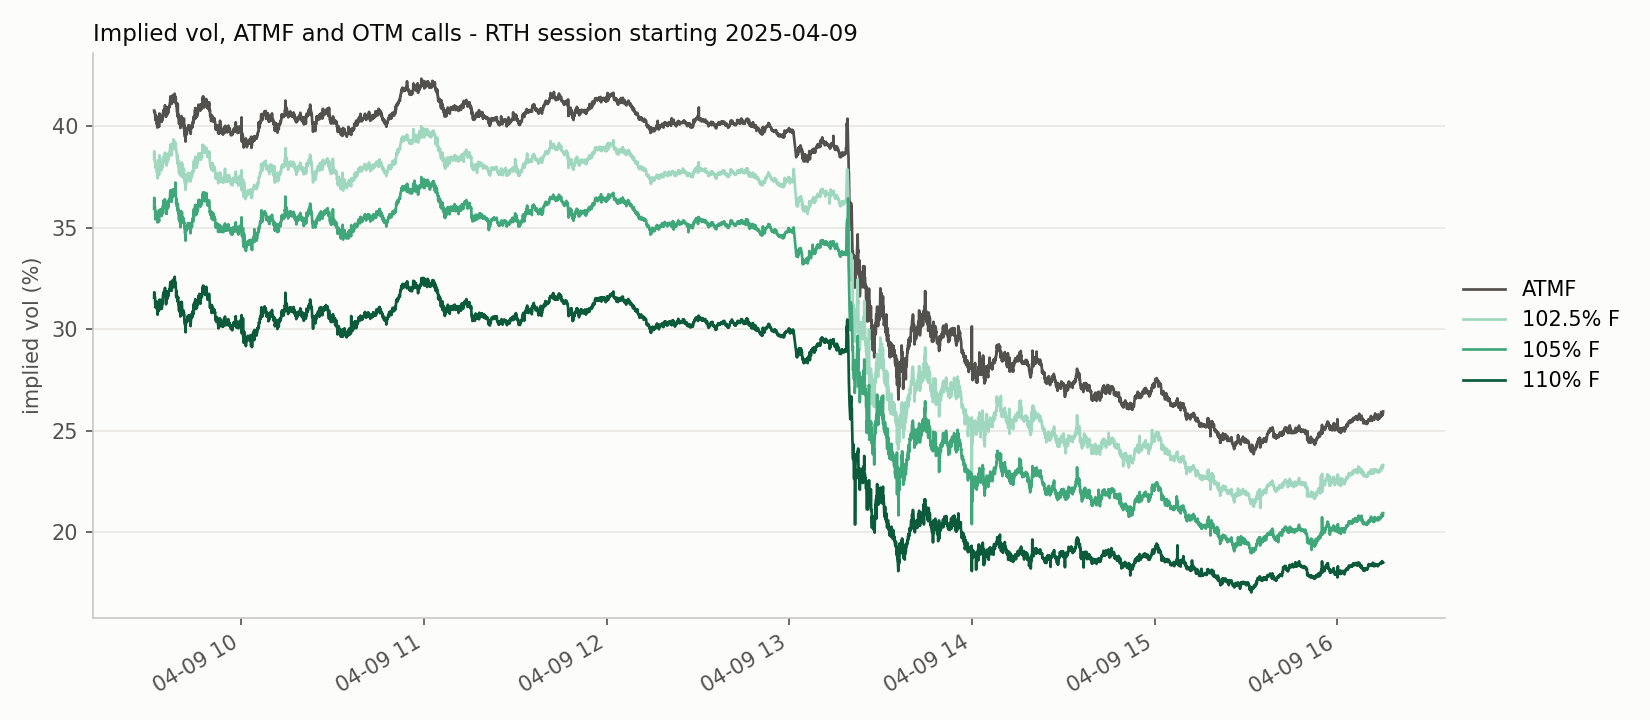 Implied vol, ATMF and OTM calls - RTH session starting 2025-04-09
implied vol (%)
40
35
30
25
20
04-09 10
04-09 11
04-09 12
04-09 13
04-09 14
04-09 15
04-09 16
ATMF
102.5% F
105% F
110% F